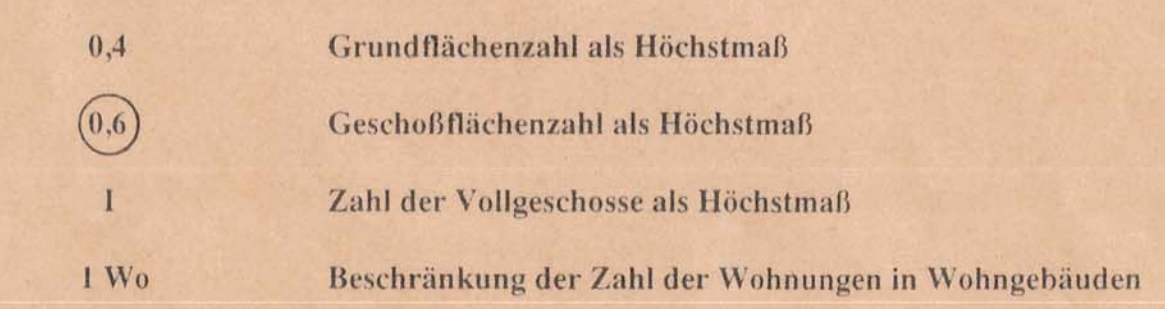 0,4 Grundflächenzahl als Höchstmaß
0,6 Geschoßflächenzahl als Höchstmaß
I Zahl der Vollgeschosse als Höchstmaß
1 Wo Beschränkung der Zahl der Wohnungen in Wohngebäuden